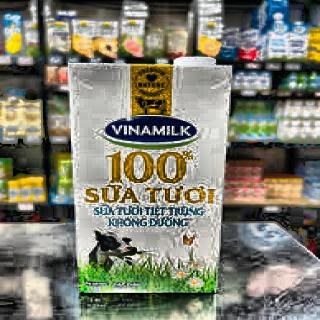 VINAMILK
100%
SỮA TƯƠI
SỮA TƯƠI TIỆT TRÙNG
KHÔNG ĐƯỜNG